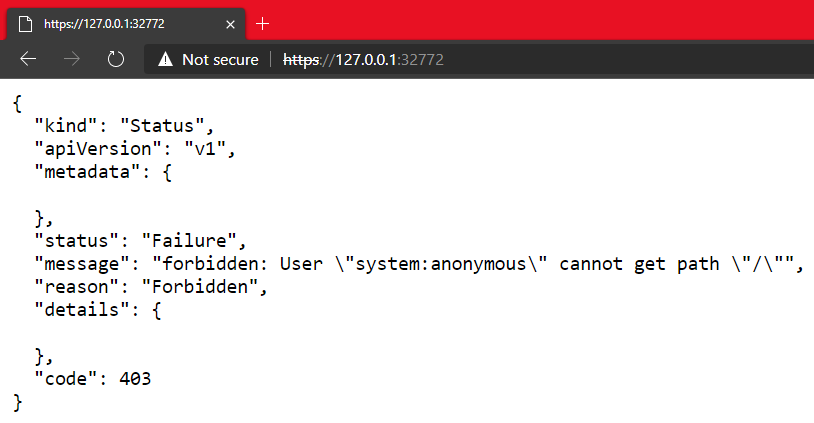 https://127.0.0.1:32772
Not secure https://127.0.0.1:32772
{
  "kind": "Status",
  "apiVersion": "v1",
  "metadata": {

  },
  "status": "Failure",
  "message": "forbidden: User \"system:anonymous\" cannot get path \"/\"",
  "reason": "Forbidden",
  "details": {

  },
  "code": 403
}